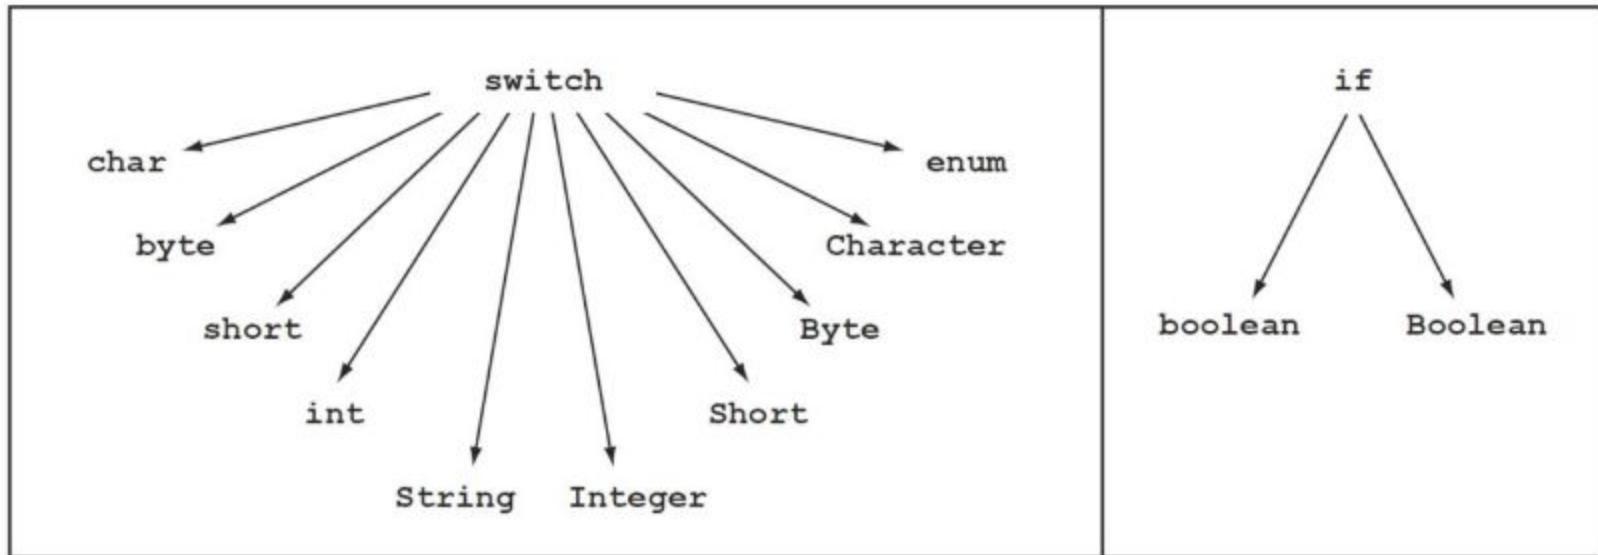 switch
if
char
enum
byte
Character
short
Byte
boolean
Boolean
int
Short
String
Integer